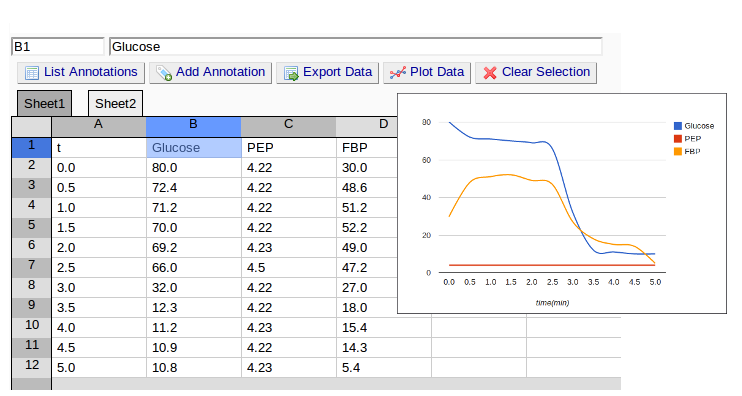 B1 Glucose
List Annotations Add Annotation Export Data Plot Data Clear Selection
Sheet1 Sheet2
A B C D
1 t Glucose PEP FBP
2 0.0 80.0 4.22 30.0
3 0.5 72.4 4.22 48.6
4 1.0 71.2 4.22 51.2
5 1.5 70.0 4.22 52.2
6 2.0 69.2 4.23 49.0
7 2.5 66.0 4.5 47.2
8 3.0 32.0 4.22 27.0
9 3.5 12.3 4.22 18.0
10 4.0 11.2 4.23 15.4
11 4.5 10.9 4.22 14.3
12 5.0 10.8 4.23 5.4
80
60
40
20
0
0.0 0.5 1.0 1.5 2.0 2.5 3.0 3.5 4.0 4.5 5.0
time(min)
Glucose
PEP
FBP